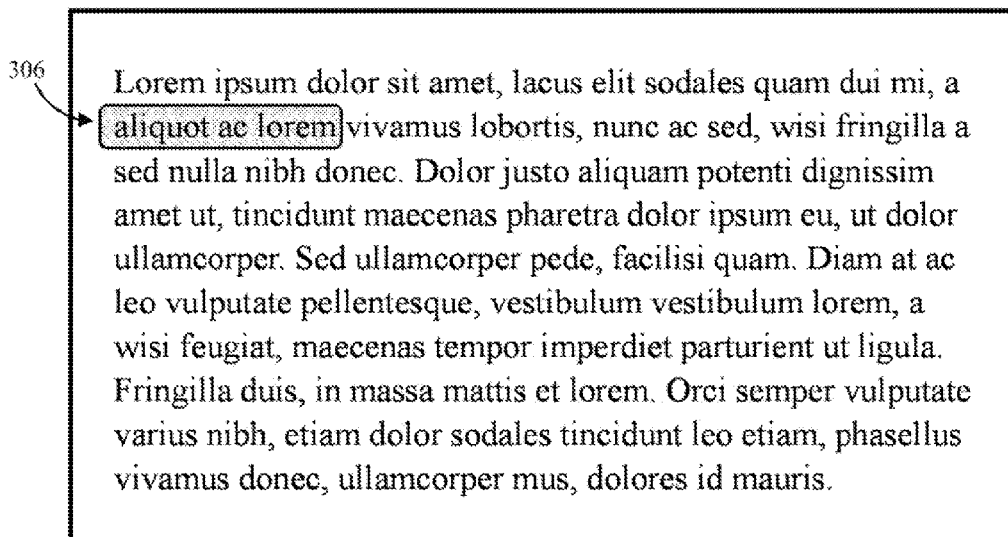 306
Lorem ipsum dolor sit amet, lacus elit sodales quam dui mi, a
aliquot ac lorem vivamus lobortis, nunc ac sed, wisi fringilla a
sed nulla nibh donec. Dolor justo aliquam potenti dignissim
amet ut, tincidunt maecenas pharetra dolor ipsum eu, ut dolor
ullamcorper. Sed ullamcorper pede, facilisi quam. Diam at ac
leo vulputate pellentesque, vestibulum vestibulum lorem, a
wisi feugiat, maecenas tempor imperdiet parturient ut ligula.
Fringilla duis, in massa mattis et lorem. Orci semper vulputate
varius nibh, etiam dolor sodales tincidunt leo etiam, phasellus
vivamus donec, ullamcorper mus, dolores id mauris.